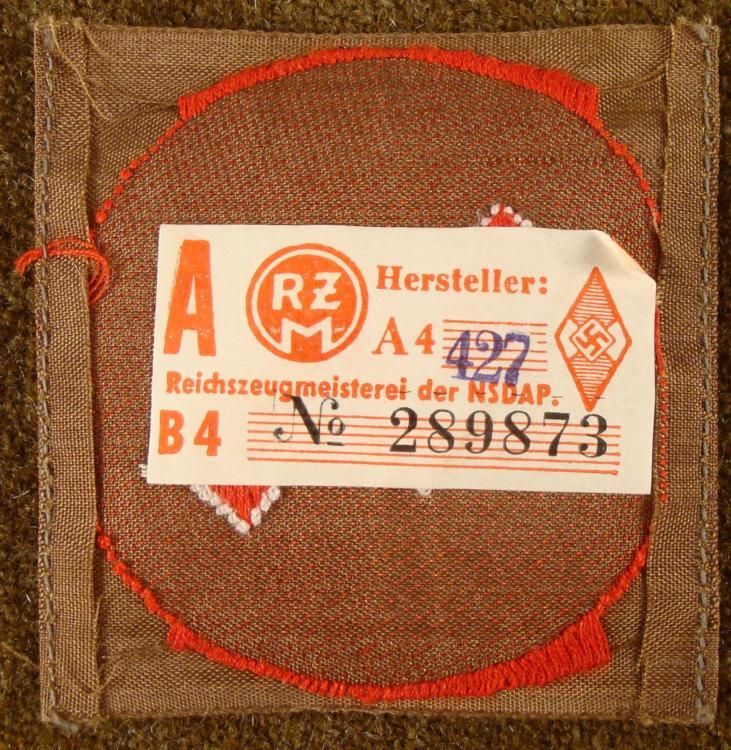 A RZM Hersteller:
A4 427
Reichszeugmeisterei der NSDAP.
B4 № 289873